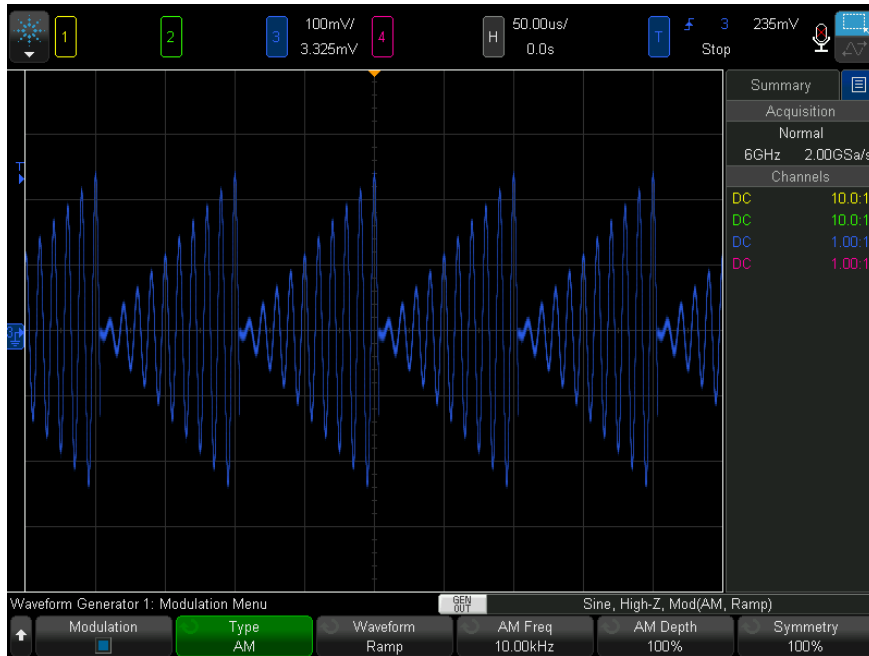 1 2 3 100mV/ 3.325mV 4 H 50.00us/ 0.0s T 3 235mV Stop
Summary
Acquisition
Normal
6GHz 2.00GSa/s
Channels
DC 10.0:1
DC 10.0:1
DC 1.00:1
DC 1.00:1
T
3
Waveform Generator 1: Modulation Menu GEN OUT Sine, High-Z, Mod(AM, Ramp)
Modulation Type Waveform AM Freq AM Depth Symmetry
AM Ramp 10.00kHz 100% 100%